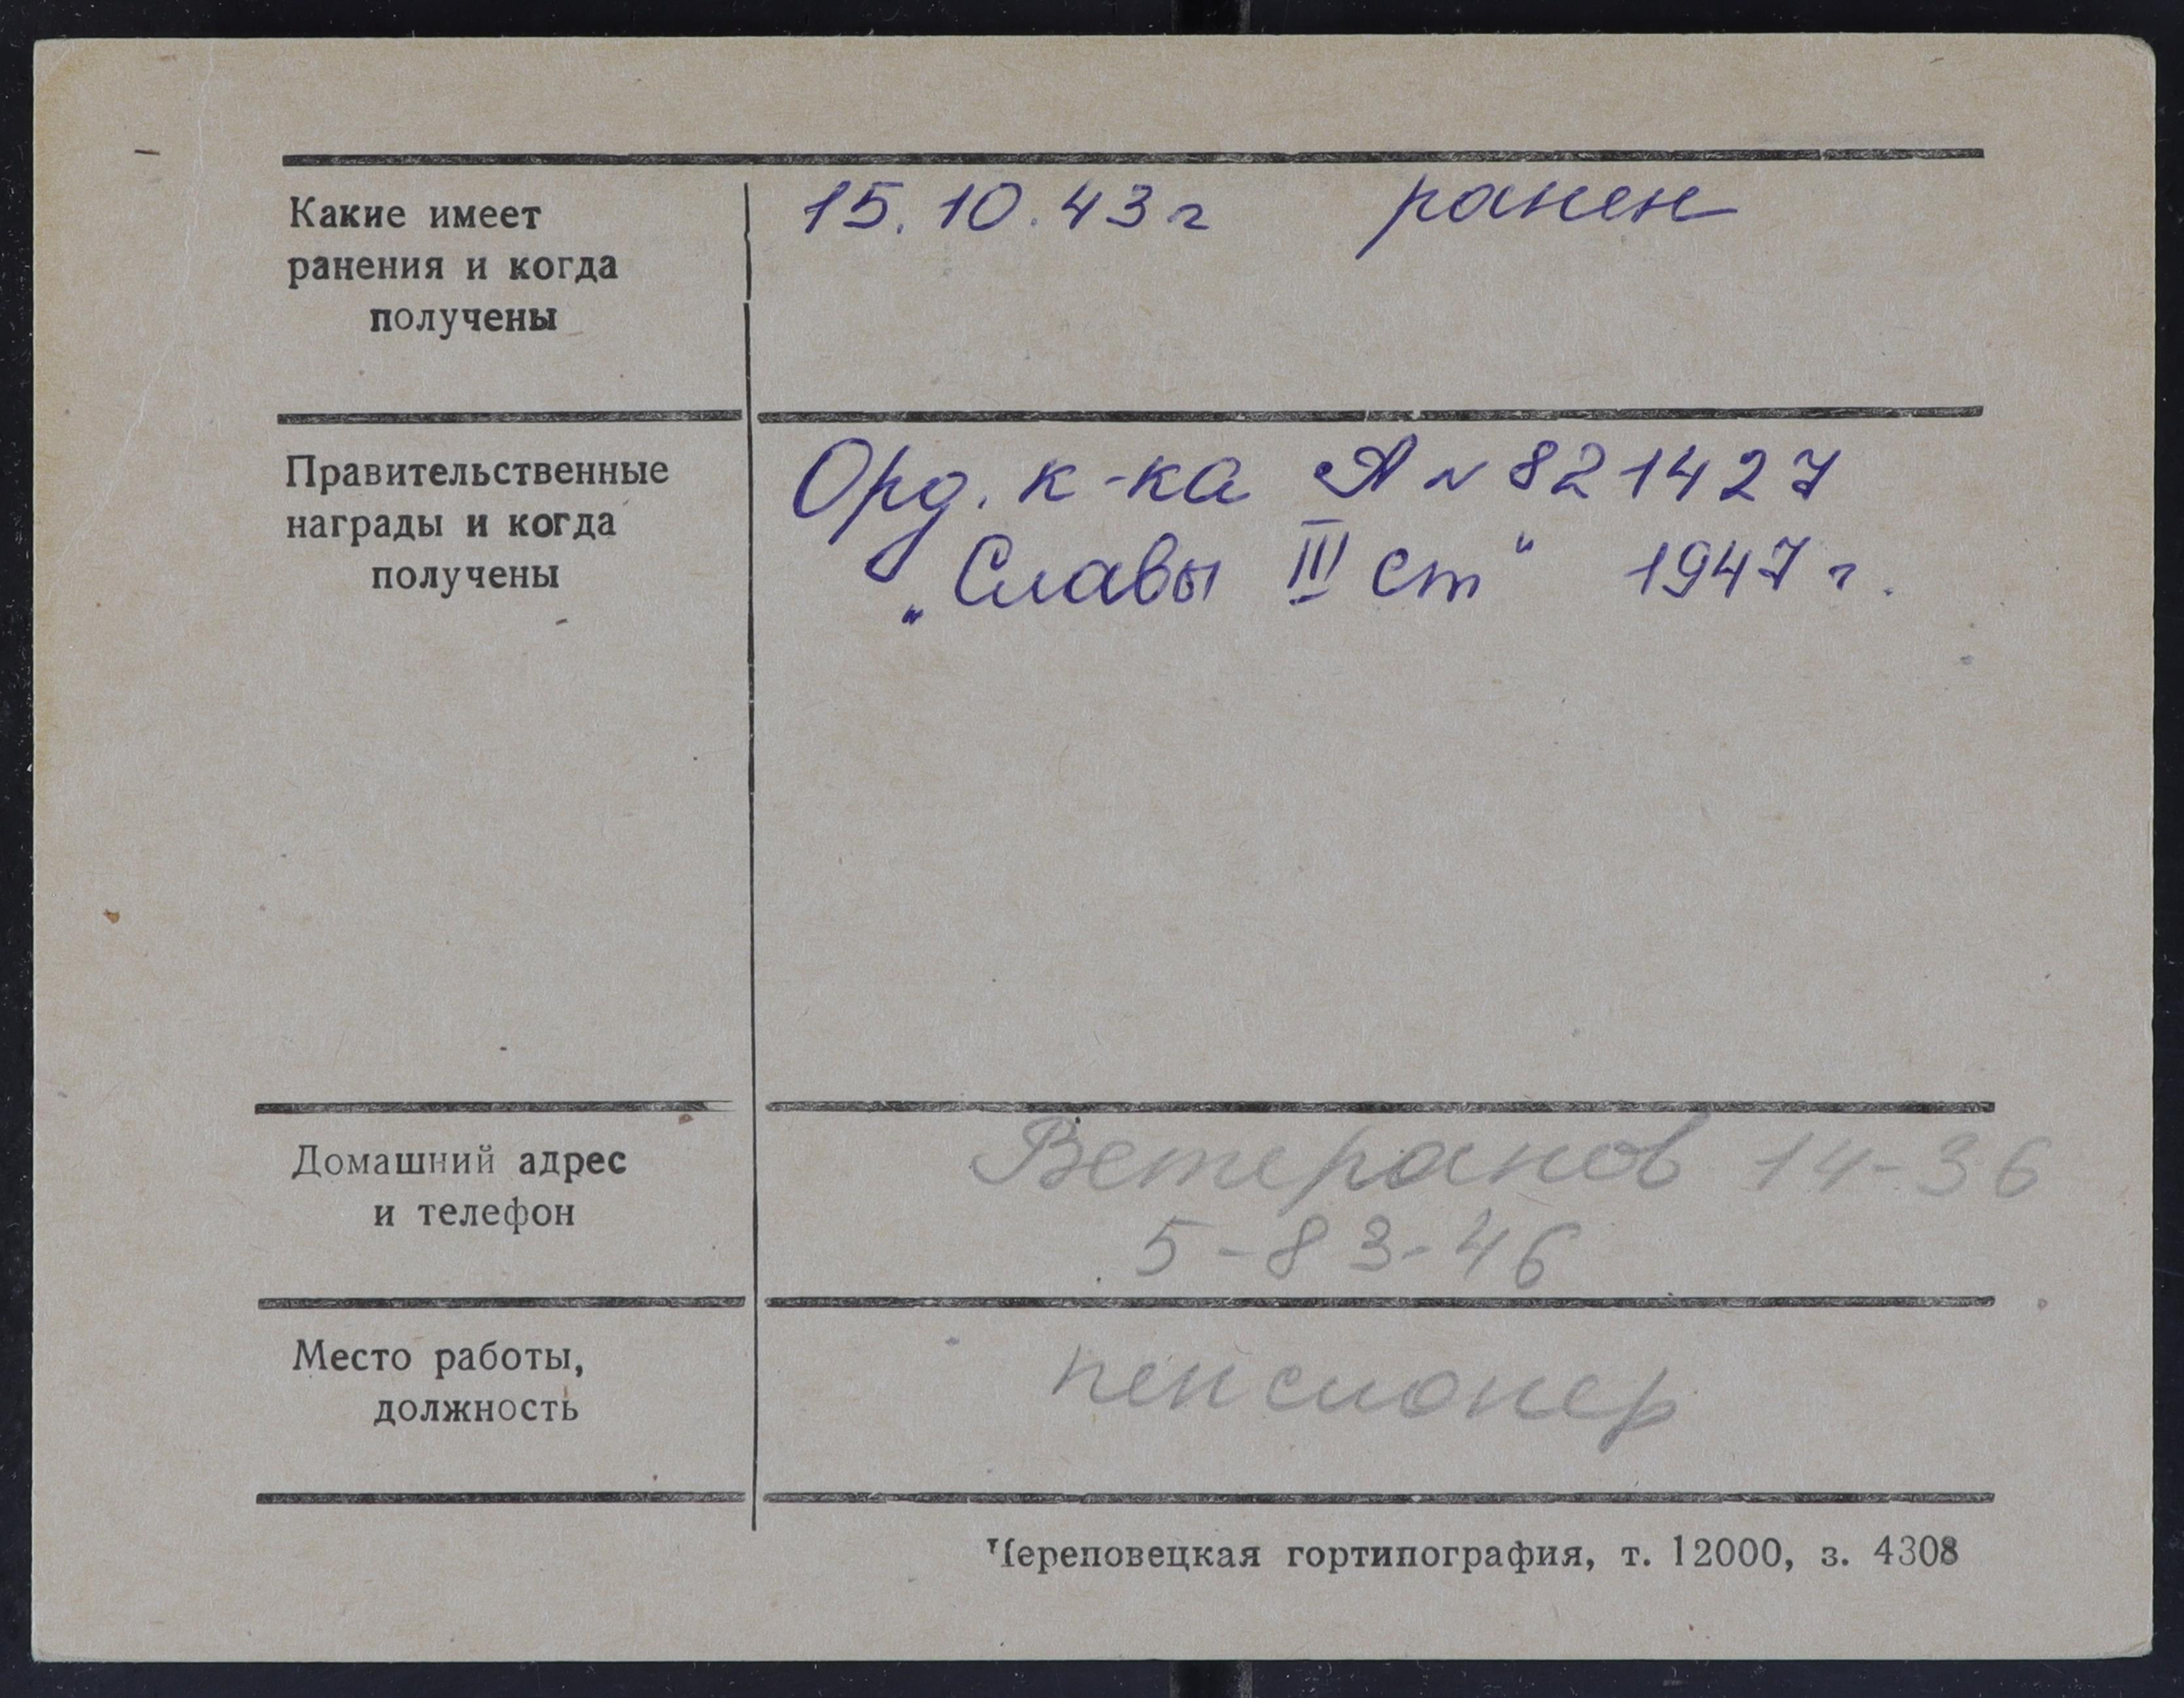 Какие имеет
ранения и когда
получены
15.10.43 г ранен
Правительственные
награды и когда
получены
Орд. к-ка А № 821427
„Славы III ст“ 1947 г.
Домашний адрес
и телефон
Ветеранов 14-36
5-83-46
Место работы,
должность
пенсионер
Череповецкая гортипография, т. 12000, з. 4308